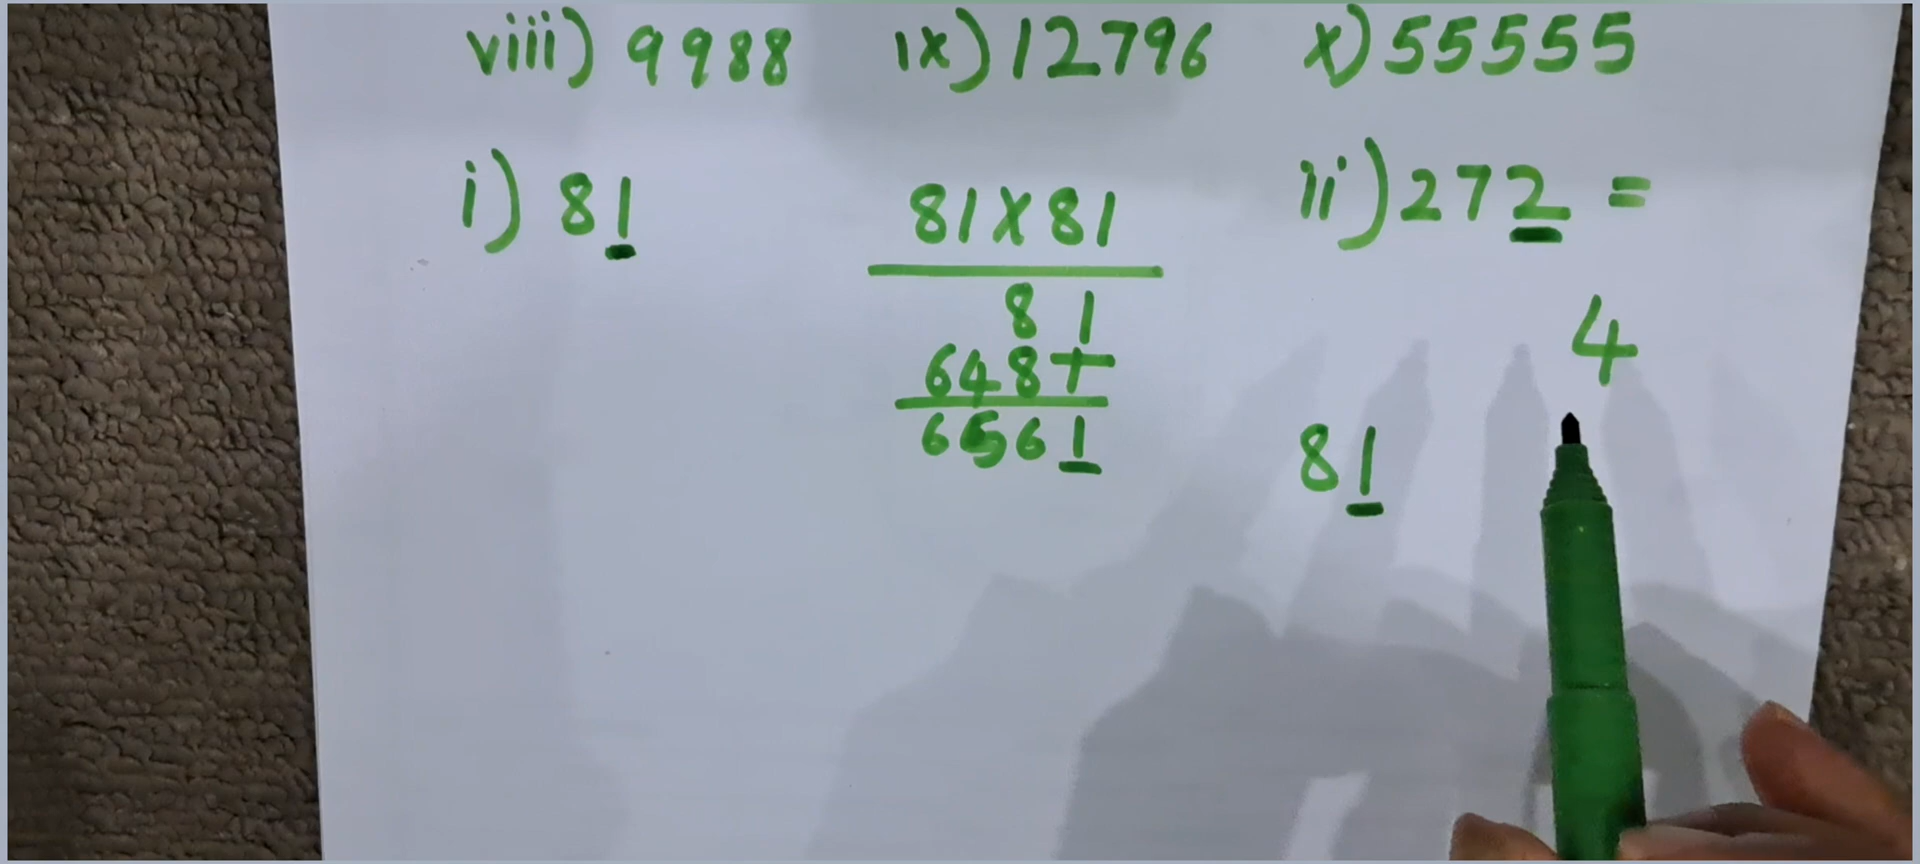 viii) 9988 ix) 12796 x) 55555
i) 81 81 X 81 ii) 272 =
81
648+
6561
4
81